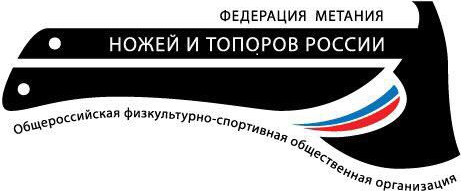 ФЕДЕРАЦИЯ МЕТАНИЯ
НОЖЕЙ И ТОПОРОВ РОССИИ
Общероссийская физкультурно-спортивная общественная организация